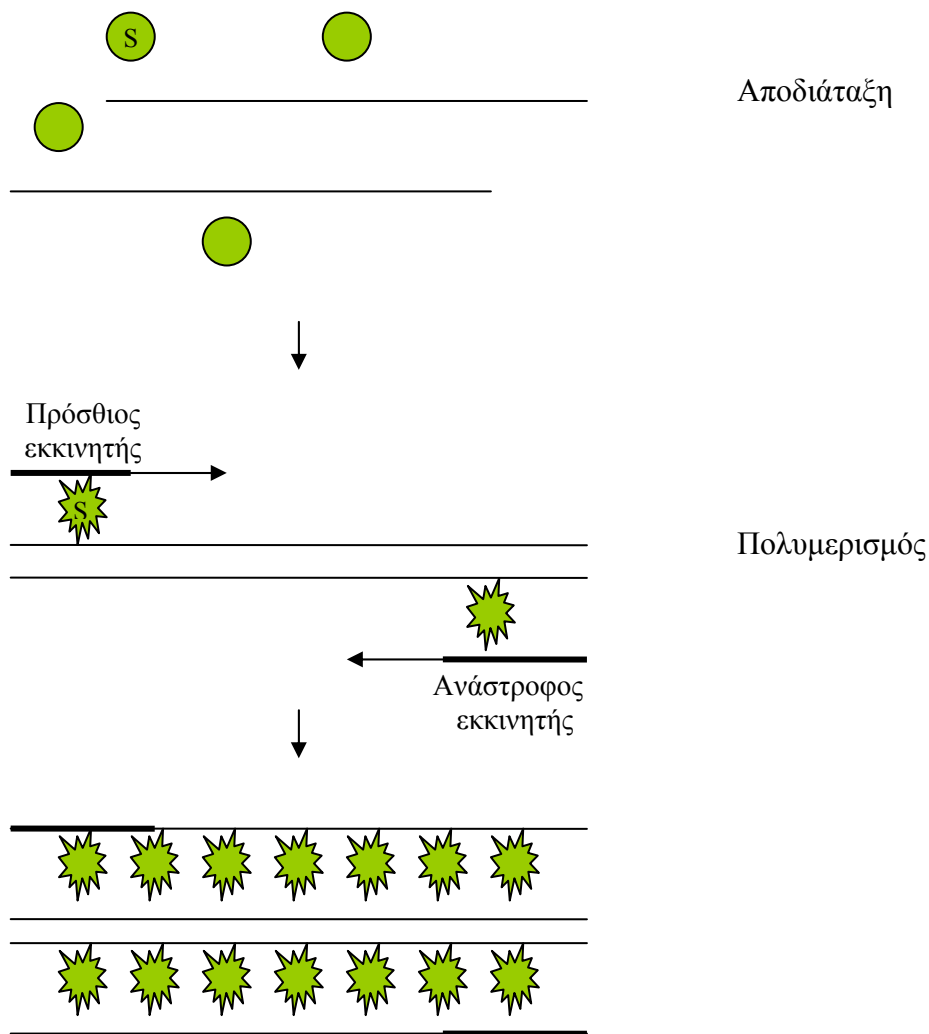 S
Αποδιάταξη
Πρόσθιος
εκκινητής
S
Πολυμερισμός
Ανάστροφος
εκκινητής